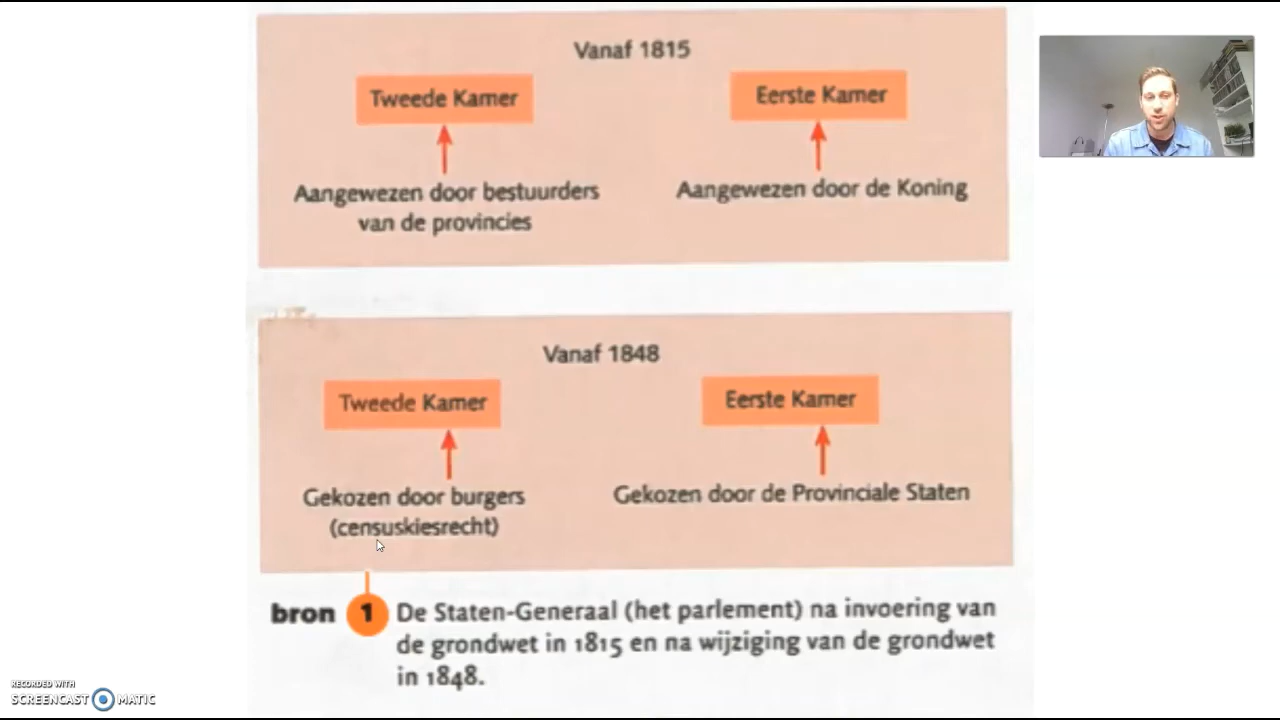 Vanaf 1815
Tweede Kamer
Eerste Kamer
Aangewezen door bestuurders
van de provincies
Aangewezen door de Koning
Vanaf 1848
Tweede Kamer
Eerste Kamer
Gekozen door burgers
(censuskiesrecht)
Gekozen door de Provinciale Staten
bron 1 De Staten-Generaal (het parlement) na invoering van
de grondwet in 1815 en na wijziging van de grondwet
in 1848.
RECORDED WITH
SCREENCAST MATIC